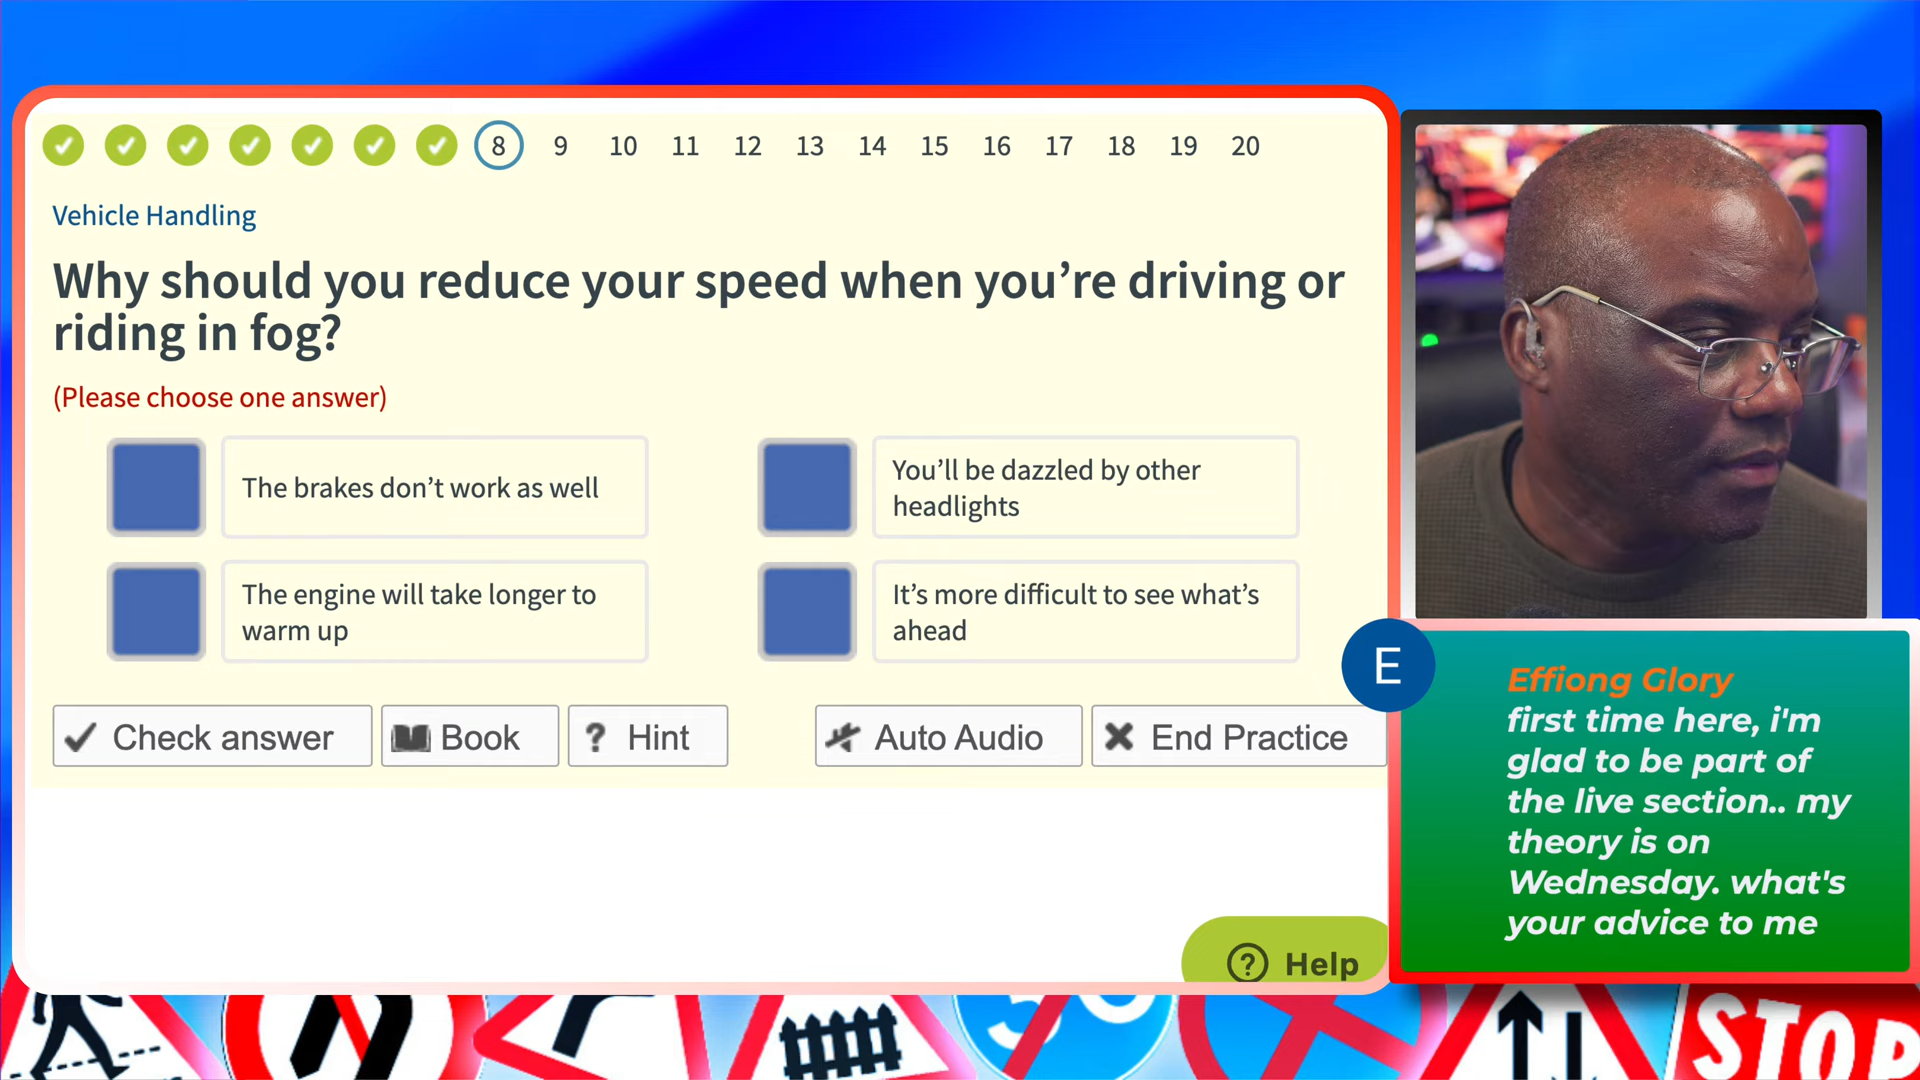 8 9 10 11 12 13 14 15 16 17 18 19 20
Vehicle Handling
Why should you reduce your speed when you’re driving or
riding in fog?
(Please choose one answer)
The brakes don’t work as well
You’ll be dazzled by other
headlights
The engine will take longer to
warm up
It’s more difficult to see what’s
ahead
Check answer
Book
? Hint
Auto Audio
End Practice
? Help
E
Effiong Glory
first time here, i'm
glad to be part of
the live section.. my
theory is on
Wednesday. what's
your advice to me
STOP